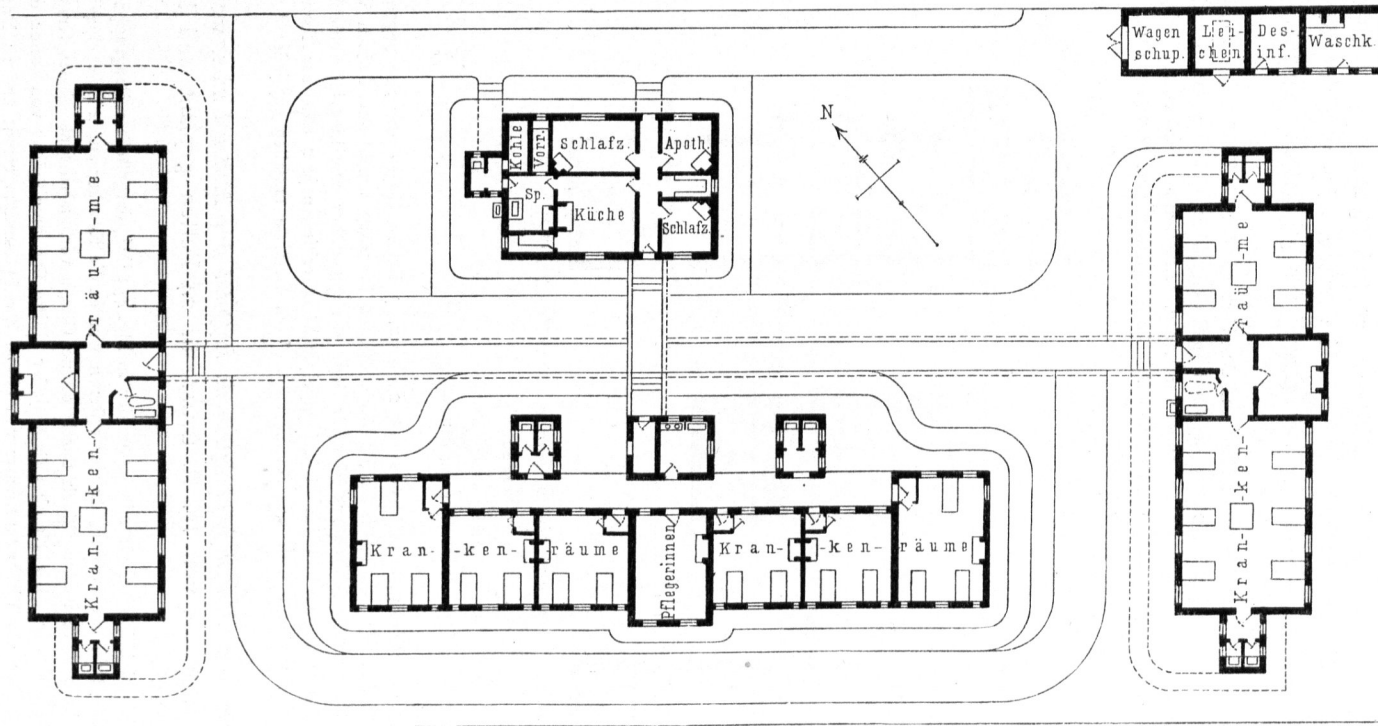 Wagen
schup.
Lei-
chen
Des-
inf.
Waschk.
N
Kohle
Vorr.
Schlafz.
Apoth.
Sp.
Küche
Schlafz.
Kran-ken-räu-me
Kran-ken-räu-me
Kran-ken-räume
Pflegerinnen
Kran-ken-räume